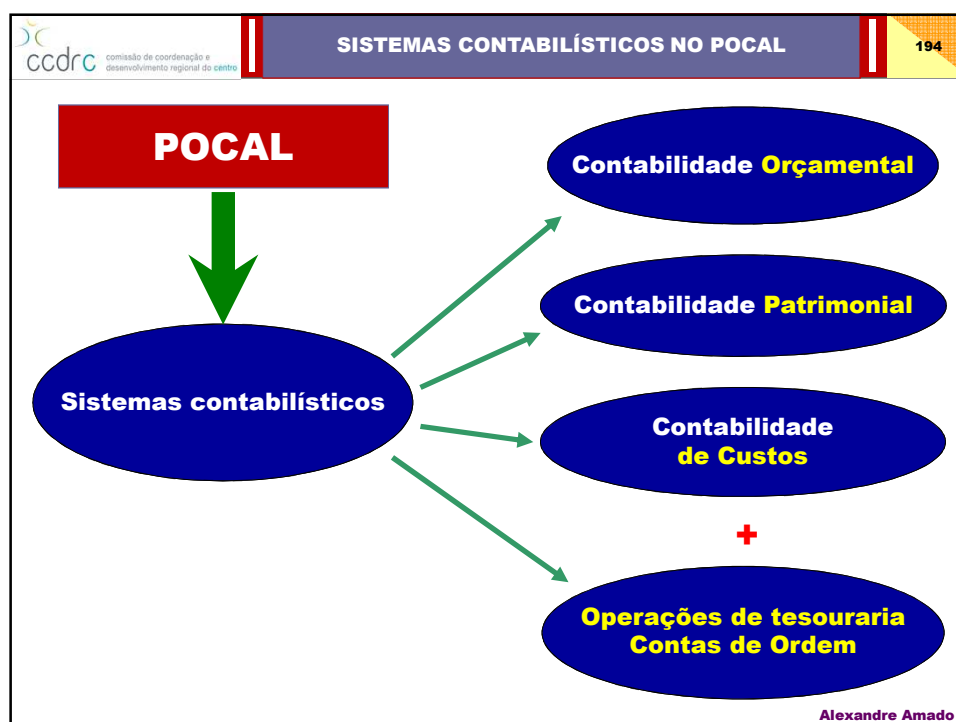 ccdrc
comissão de coordenação e
desenvolvimento regional do centro
SISTEMAS CONTABILÍSTICOS NO POCAL
194
POCAL
Sistemas contabilísticos
Contabilidade Orçamental
Contabilidade Patrimonial
Contabilidade
de Custos
+
Operações de tesouraria
Contas de Ordem
Alexandre Amado